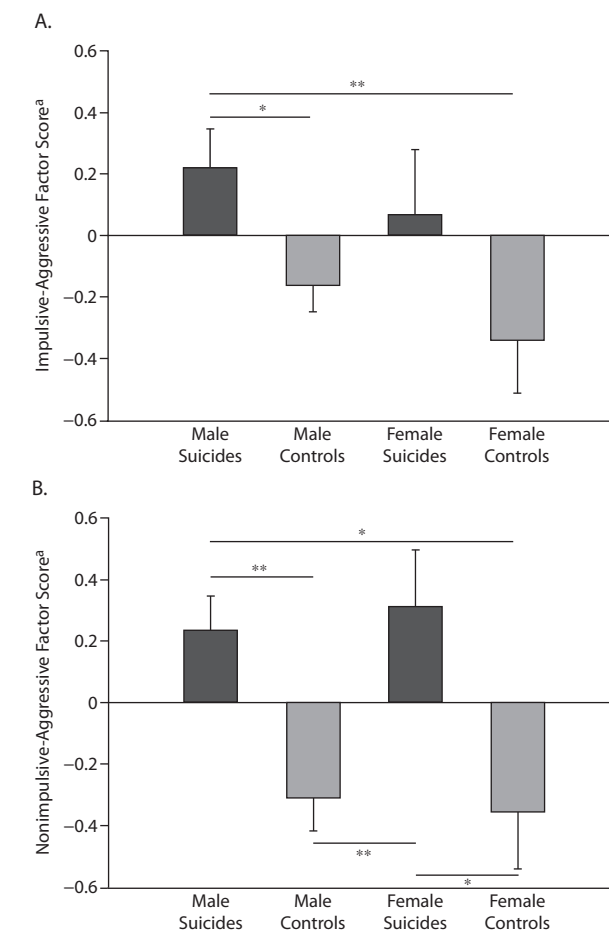 A.
Impulsive-Aggressive Factor Scoreᵃ
0.6
**
0.4
*
0.2
0
−0.2
−0.4
−0.6
Male Suicides
Male Controls
Female Suicides
Female Controls
B.
Nonimpulsive-Aggressive Factor Scoreᵃ
0.6
*
0.4
**
0.2
0
−0.2
−0.4
**
*
−0.6
Male Suicides
Male Controls
Female Suicides
Female Controls